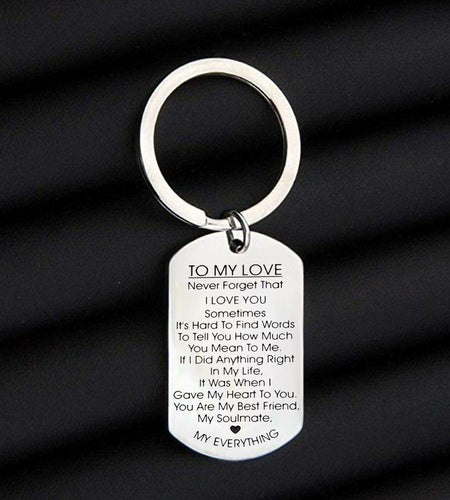 TO MY LOVE
Never Forget That
I LOVE YOU
Sometimes
It's Hard To Find Words
To Tell You How Much
You Mean To Me.
If I Did Anything Right
In My Life,
It Was When I
Gave My Heart To You.
You Are My Best Friend,
My Soulmate,
MY EVERYTHING